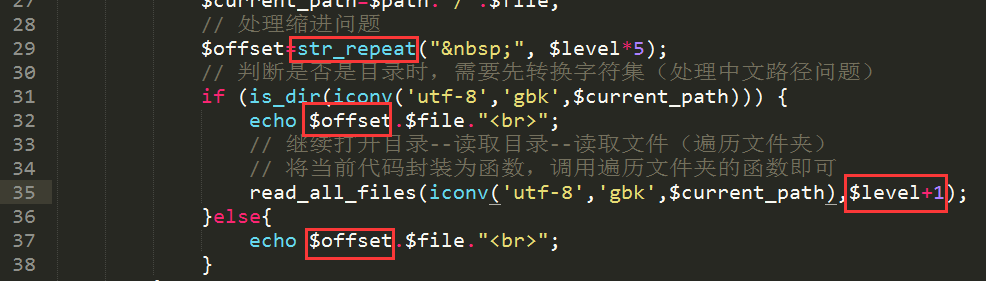 27 $current_path=$path.'/'.$file;
28 // 处理缩进问题
29 $offset=str_repeat("&nbsp;", $level*5);
30 // 判断是否是目录时，需要先转换字符集（处理中文路径问题）
31 if (is_dir(iconv('utf-8','gbk',$current_path))) {
32 echo $offset.$file."<br>";
33 // 继续打开目录--读取目录--读取文件（遍历文件夹）
34 // 将当前代码封装为函数，调用遍历文件夹的函数即可
35 read_all_files(iconv('utf-8','gbk',$current_path),$level+1);
36 }else{
37 echo $offset.$file."<br>";
38 }